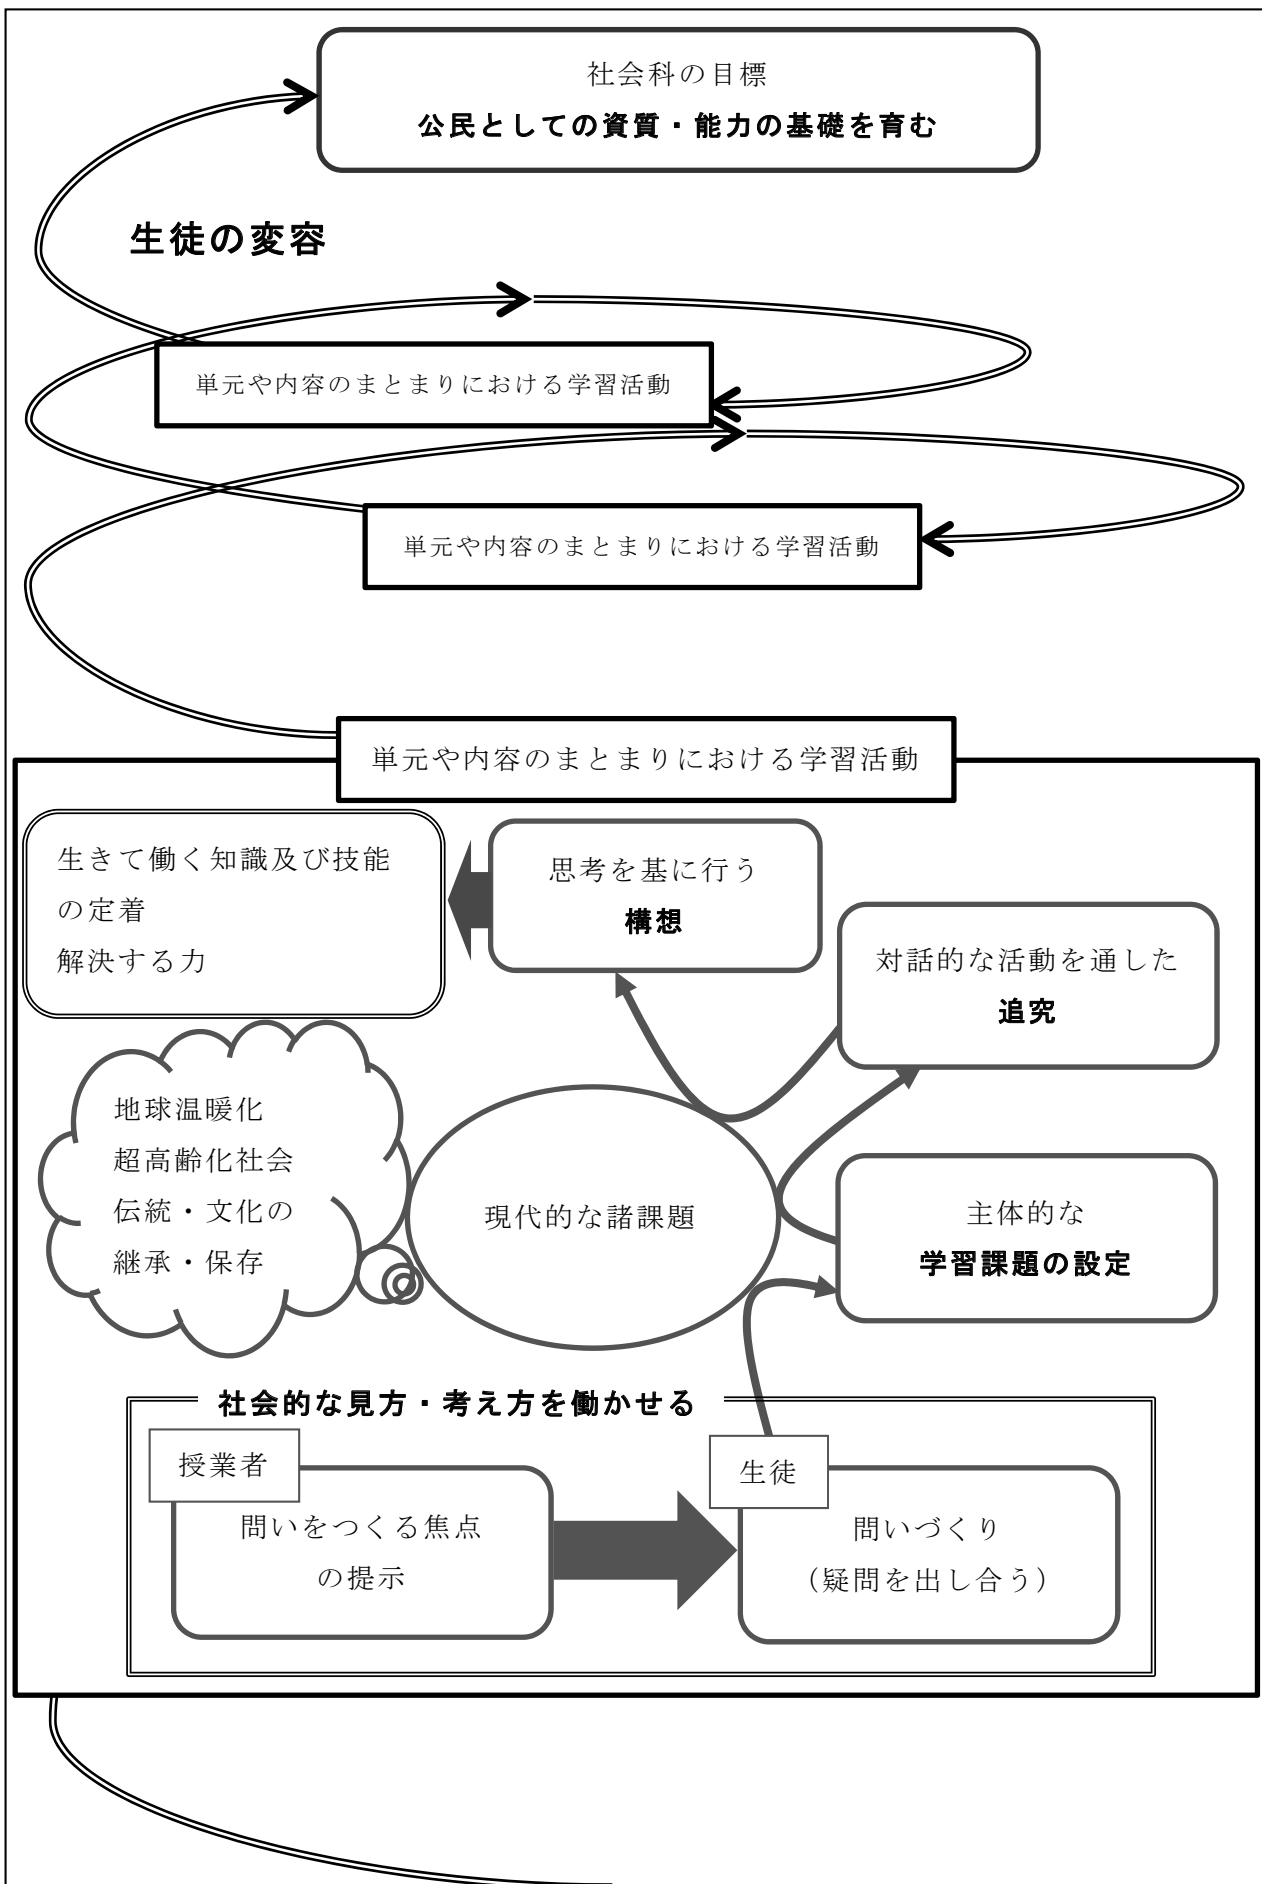 社会科の目標
公民としての資質・能力の基礎を育む
生徒の変容
単元や内容のまとまりにおける学習活動
単元や内容のまとまりにおける学習活動
単元や内容のまとまりにおける学習活動
生きて働く知識及び技能
の定着
解決する力
思考を基に行う
構想
対話的な活動を通した
追究
地球温暖化
超高齢化社会
伝統・文化の
継承・保存
現代的な諸課題
主体的な
学習課題の設定
社会的な見方・考え方を働かせる
授業者
問いをつくる焦点
の提示
生徒
問いづくり
（疑問を出し合う）